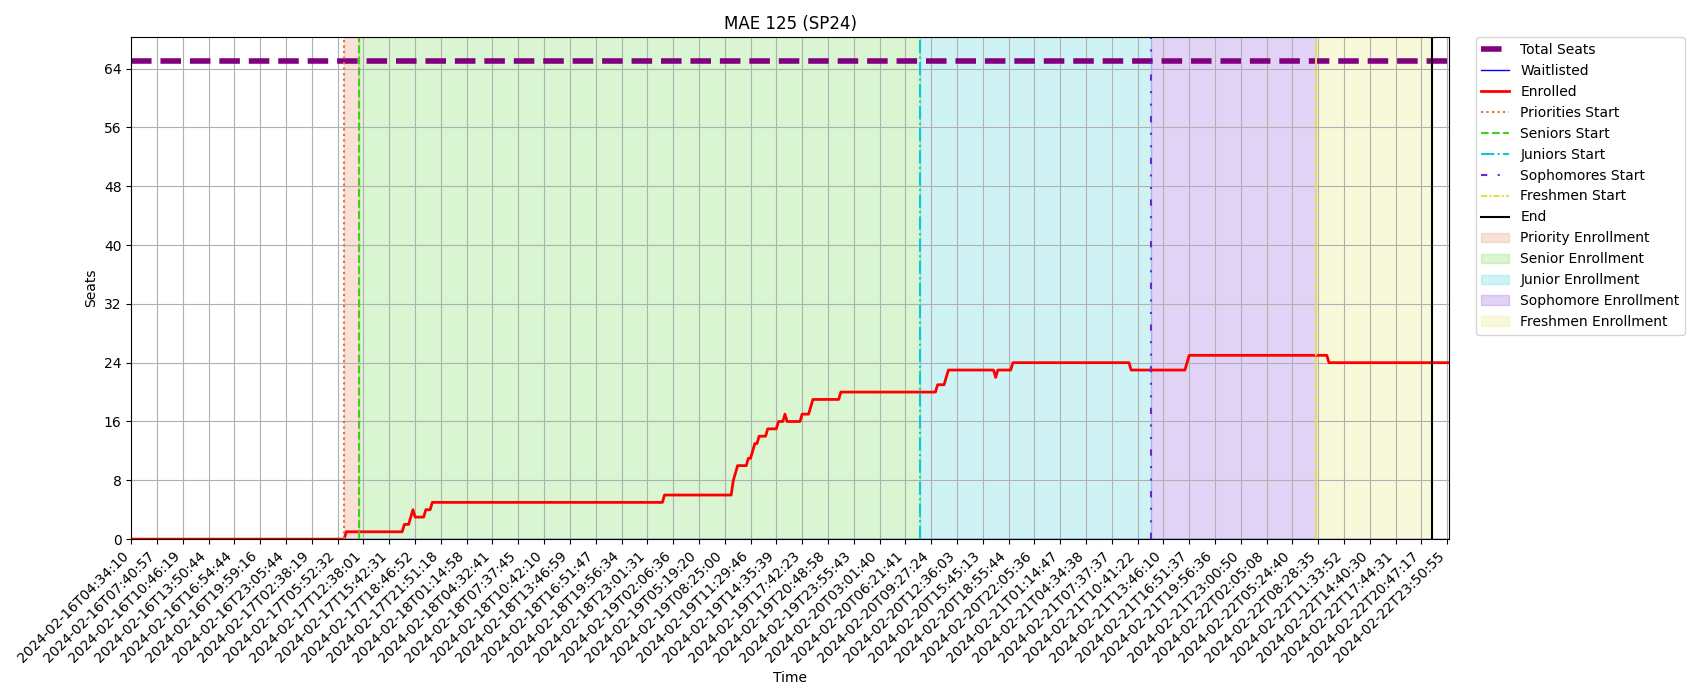 MAE 125 (SP24)
Seats
64
56
48
40
32
24
16
8
0
2024-02-16T04:34:10
2024-02-16T07:40:57
2024-02-16T10:46:19
2024-02-16T13:50:44
2024-02-16T16:54:44
2024-02-16T19:59:16
2024-02-16T23:05:44
2024-02-17T02:38:19
2024-02-17T05:52:32
2024-02-17T12:38:01
2024-02-17T15:42:31
2024-02-17T18:46:52
2024-02-17T21:51:18
2024-02-18T01:14:58
2024-02-18T04:32:41
2024-02-18T07:37:45
2024-02-18T10:42:10
2024-02-18T13:46:59
2024-02-18T16:51:47
2024-02-18T19:56:34
2024-02-18T23:01:31
2024-02-19T02:06:36
2024-02-19T05:19:20
2024-02-19T08:25:00
2024-02-19T11:29:46
2024-02-19T14:35:39
2024-02-19T17:42:23
2024-02-19T20:48:58
2024-02-19T23:55:43
2024-02-20T03:01:40
2024-02-20T06:21:41
2024-02-20T09:27:24
2024-02-20T12:36:03
2024-02-20T15:45:13
2024-02-20T18:55:44
2024-02-20T22:05:36
2024-02-21T01:14:47
2024-02-21T04:34:38
2024-02-21T07:37:37
2024-02-21T10:41:22
2024-02-21T13:46:10
2024-02-21T16:51:37
2024-02-21T19:56:36
2024-02-21T23:00:50
2024-02-22T02:05:08
2024-02-22T05:24:40
2024-02-22T08:28:35
2024-02-22T11:33:52
2024-02-22T14:40:30
2024-02-22T17:44:31
2024-02-22T20:47:17
2024-02-22T23:50:55
Time
Total Seats
Waitlisted
Enrolled
Priorities Start
Seniors Start
Juniors Start
Sophomores Start
Freshmen Start
End
Priority Enrollment
Senior Enrollment
Junior Enrollment
Sophomore Enrollment
Freshmen Enrollment